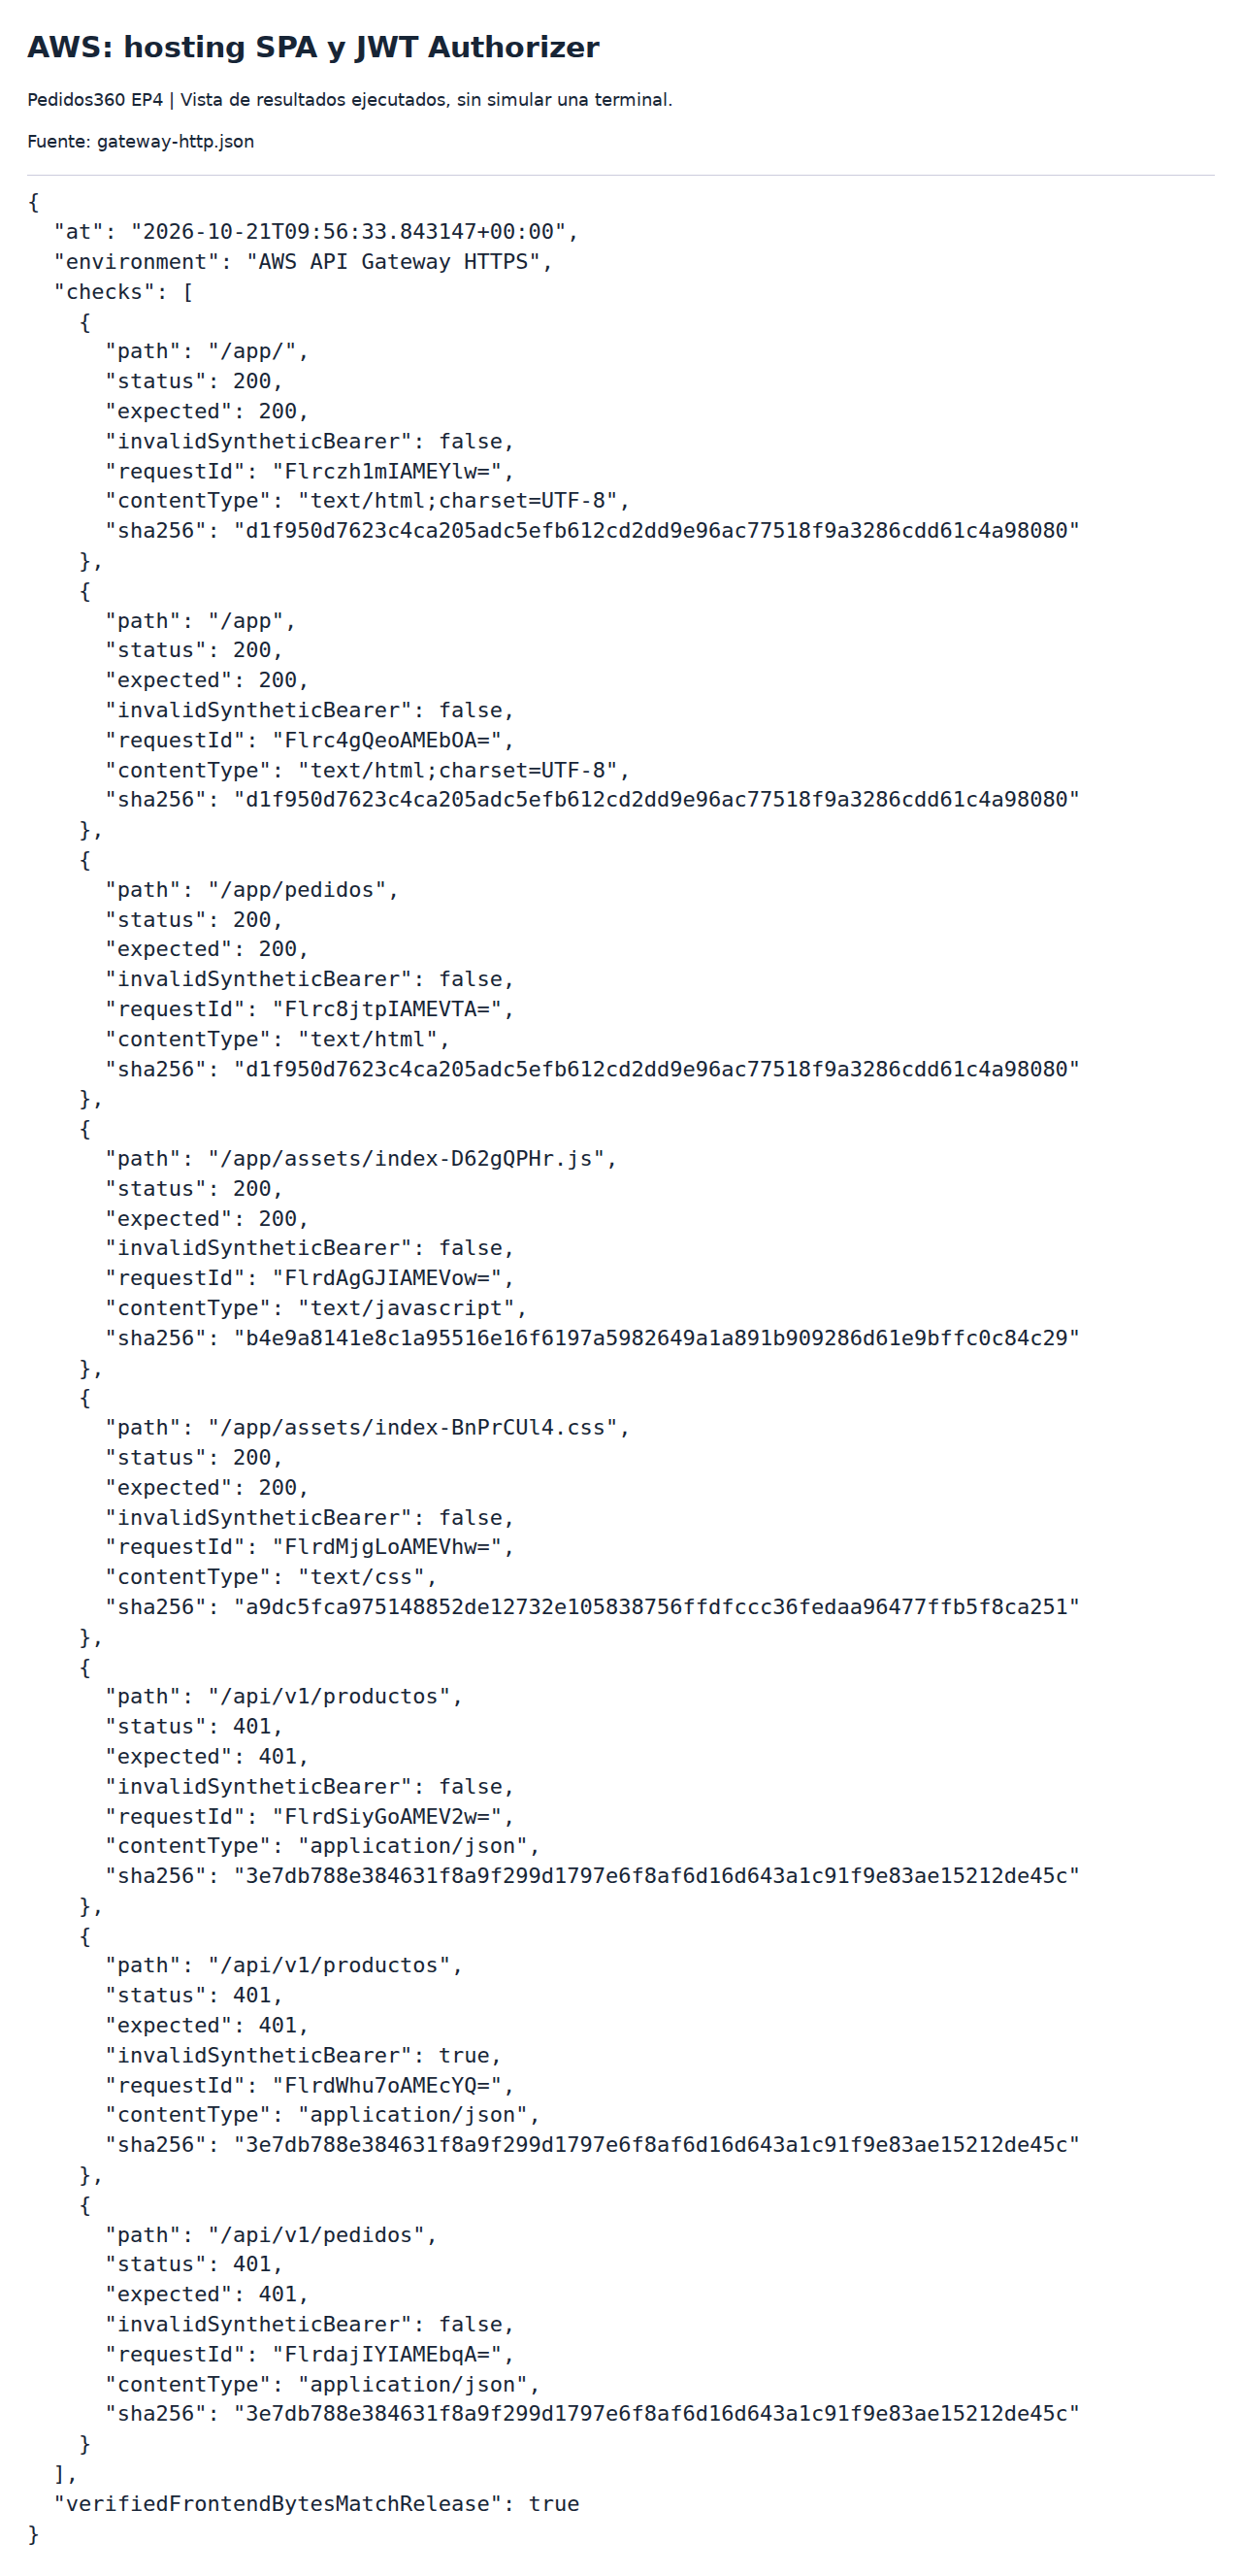 AWS: hosting SPA y JWT Authorizer
Pedidos360 EP4 | Vista de resultados ejecutados, sin simular una terminal.
Fuente: gateway-http.json
{
  "at": "2026-10-21T09:56:33.843147+00:00",
  "environment": "AWS API Gateway HTTPS",
  "checks": [
    {
      "path": "/app/",
      "status": 200,
      "expected": 200,
      "invalidSyntheticBearer": false,
      "requestId": "Flrczh1mIAMEYlw=",
      "contentType": "text/html;charset=UTF-8",
      "sha256": "d1f950d7623c4ca205adc5efb612cd2dd9e96ac77518f9a3286cdd61c4a98080"
    },
    {
      "path": "/app",
      "status": 200,
      "expected": 200,
      "invalidSyntheticBearer": false,
      "requestId": "Flrc4gQeoAMEbOA=",
      "contentType": "text/html;charset=UTF-8",
      "sha256": "d1f950d7623c4ca205adc5efb612cd2dd9e96ac77518f9a3286cdd61c4a98080"
    },
    {
      "path": "/app/pedidos",
      "status": 200,
      "expected": 200,
      "invalidSyntheticBearer": false,
      "requestId": "Flrc8jtpIAMEVTA=",
      "contentType": "text/html",
      "sha256": "d1f950d7623c4ca205adc5efb612cd2dd9e96ac77518f9a3286cdd61c4a98080"
    },
    {
      "path": "/app/assets/index-D62gQPHr.js",
      "status": 200,
      "expected": 200,
      "invalidSyntheticBearer": false,
      "requestId": "FlrdAgGJIAMEVow=",
      "contentType": "text/javascript",
      "sha256": "b4e9a8141e8c1a95516e16f6197a5982649a1a891b909286d61e9bffc0c84c29"
    },
    {
      "path": "/app/assets/index-BnPrCUl4.css",
      "status": 200,
      "expected": 200,
      "invalidSyntheticBearer": false,
      "requestId": "FlrdMjgLoAMEVhw=",
      "contentType": "text/css",
      "sha256": "a9dc5fca975148852de12732e105838756ffdfccc36fedaa96477ffb5f8ca251"
    },
    {
      "path": "/api/v1/productos",
      "status": 401,
      "expected": 401,
      "invalidSyntheticBearer": false,
      "requestId": "FlrdSiyGoAMEV2w=",
      "contentType": "application/json",
      "sha256": "3e7db788e384631f8a9f299d1797e6f8af6d16d643a1c91f9e83ae15212de45c"
    },
    {
      "path": "/api/v1/productos",
      "status": 401,
      "expected": 401,
      "invalidSyntheticBearer": true,
      "requestId": "FlrdWhu7oAMEcYQ=",
      "contentType": "application/json",
      "sha256": "3e7db788e384631f8a9f299d1797e6f8af6d16d643a1c91f9e83ae15212de45c"
    },
    {
      "path": "/api/v1/pedidos",
      "status": 401,
      "expected": 401,
      "invalidSyntheticBearer": false,
      "requestId": "FlrdajIYIAMEbqA=",
      "contentType": "application/json",
      "sha256": "3e7db788e384631f8a9f299d1797e6f8af6d16d643a1c91f9e83ae15212de45c"
    }
  ],
  "verifiedFrontendBytesMatchRelease": true
}